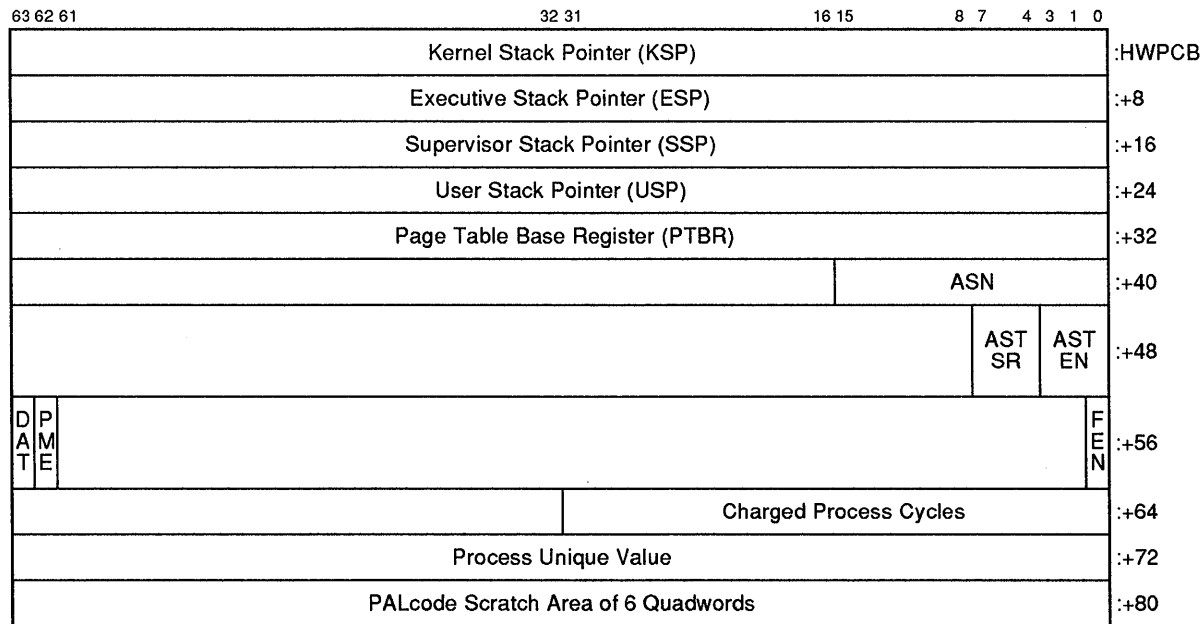 63 62 61 32 31 16 15 8 7 4 3 1 0
Kernel Stack Pointer (KSP) :HWPCB
Executive Stack Pointer (ESP) :+8
Supervisor Stack Pointer (SSP) :+16
User Stack Pointer (USP) :+24
Page Table Base Register (PTBR) :+32
ASN :+40
AST SR AST EN :+48
DAT PME FEN :+56
Charged Process Cycles :+64
Process Unique Value :+72
PALcode Scratch Area of 6 Quadwords :+80